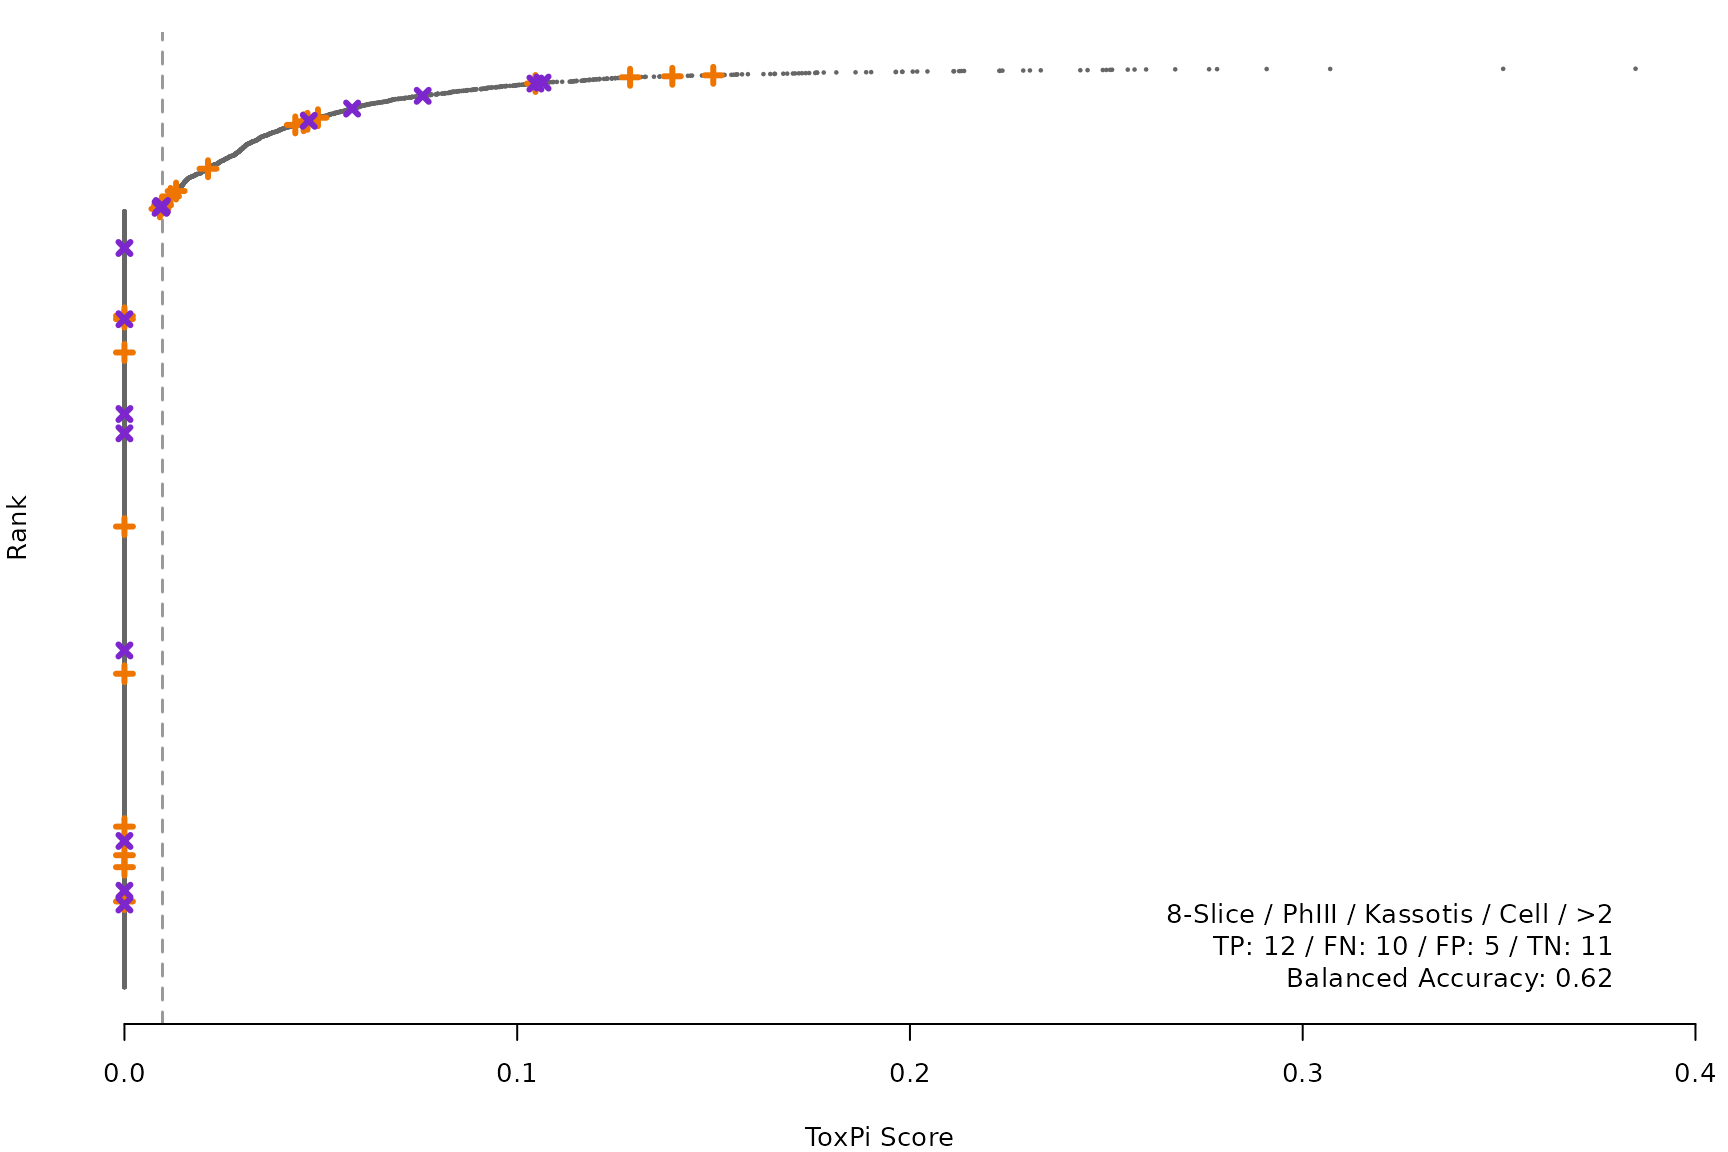 Rank
8-Slice / PhIII / Kassotis / Cell / >2
TP: 12 / FN: 10 / FP: 5 / TN: 11
Balanced Accuracy: 0.62
0.0 0.1 0.2 0.3 0.4
ToxPi Score